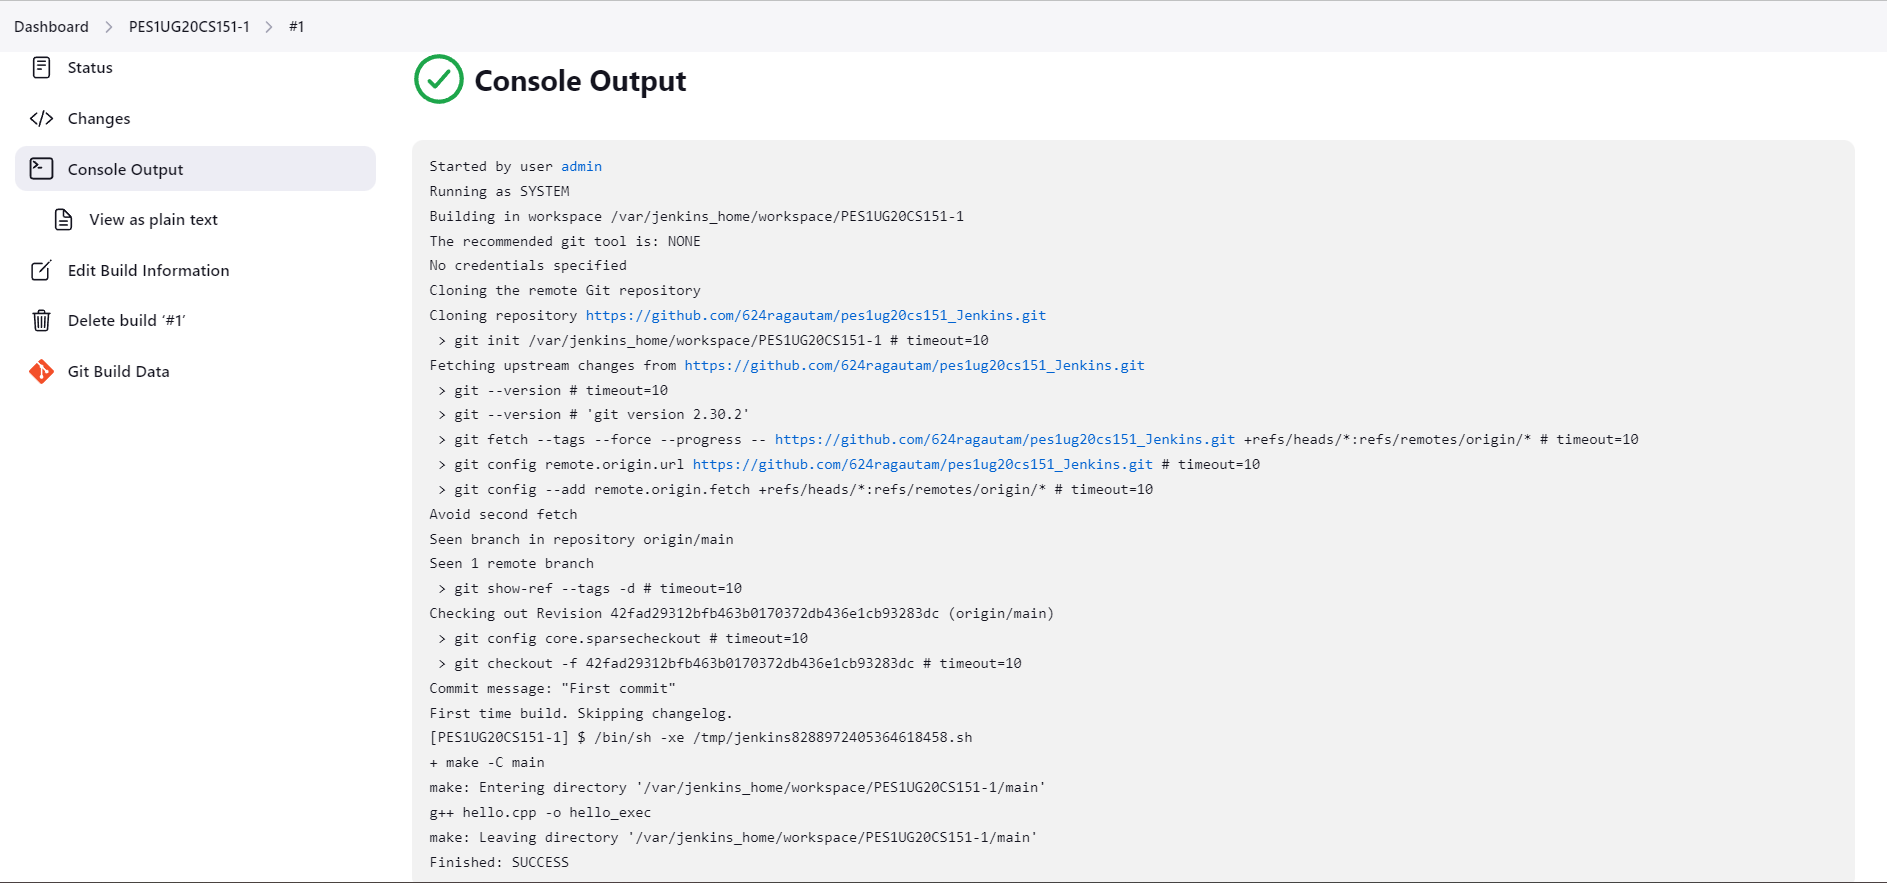 Dashboard > PES1UG20CS151-1 > #1
Status
Changes
Console Output
View as plain text
Edit Build Information
Delete build ‘#1’
Git Build Data
Console Output
Started by user admin
Running as SYSTEM
Building in workspace /var/jenkins_home/workspace/PES1UG20CS151-1
The recommended git tool is: NONE
No credentials specified
Cloning the remote Git repository
Cloning repository https://github.com/624ragautam/pes1ug20cs151_Jenkins.git
 > git init /var/jenkins_home/workspace/PES1UG20CS151-1 # timeout=10
Fetching upstream changes from https://github.com/624ragautam/pes1ug20cs151_Jenkins.git
 > git --version # timeout=10
 > git --version # 'git version 2.30.2'
 > git fetch --tags --force --progress -- https://github.com/624ragautam/pes1ug20cs151_Jenkins.git +refs/heads/*:refs/remotes/origin/* # timeout=10
 > git config remote.origin.url https://github.com/624ragautam/pes1ug20cs151_Jenkins.git # timeout=10
 > git config --add remote.origin.fetch +refs/heads/*:refs/remotes/origin/* # timeout=10
Avoid second fetch
Seen branch in repository origin/main
Seen 1 remote branch
 > git show-ref --tags -d # timeout=10
Checking out Revision 42fad29312bfb463b0170372db436e1cb93283dc (origin/main)
 > git config core.sparsecheckout # timeout=10
 > git checkout -f 42fad29312bfb463b0170372db436e1cb93283dc # timeout=10
Commit message: "First commit"
First time build. Skipping changelog.
[PES1UG20CS151-1] $ /bin/sh -xe /tmp/jenkins8288972405364618458.sh
+ make -C main
make: Entering directory '/var/jenkins_home/workspace/PES1UG20CS151-1/main'
g++ hello.cpp -o hello_exec
make: Leaving directory '/var/jenkins_home/workspace/PES1UG20CS151-1/main'
Finished: SUCCESS